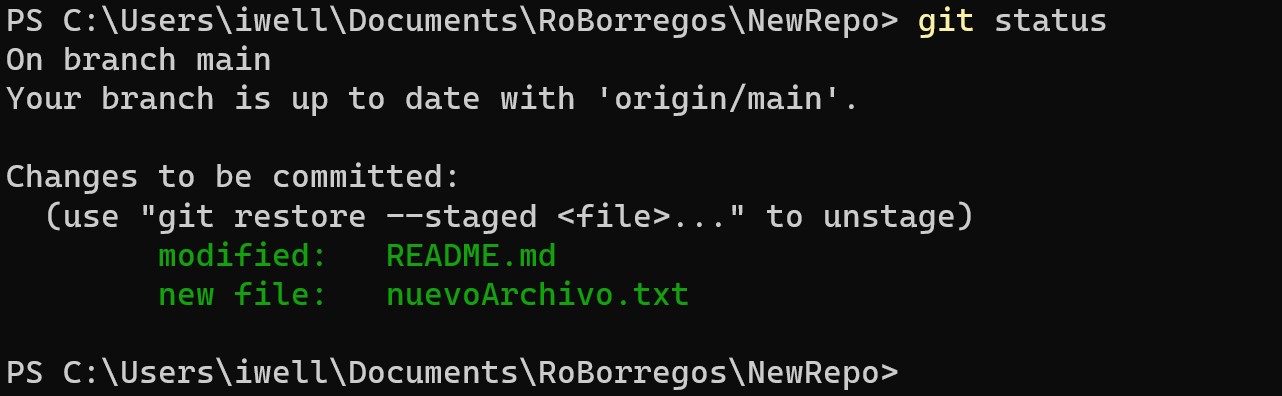 PS C:\Users\iwell\Documents\RoBorregos\NewRepo> git status
On branch main
Your branch is up to date with 'origin/main'.
Changes to be committed:
  (use "git restore --staged <file>..." to unstage)
        modified:   README.md
        new file:   nuevoArchivo.txt
PS C:\Users\iwell\Documents\RoBorregos\NewRepo>